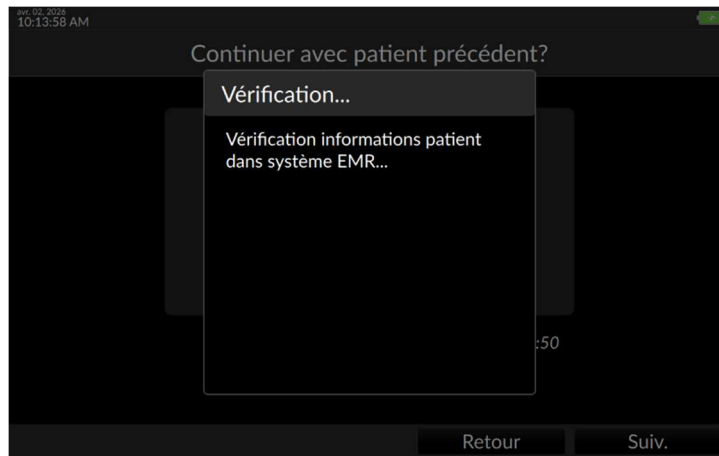 avr. 02, 2026
10:13:58 AM
Continuer avec patient précédent?
Vérification...
Vérification informations patient
dans système EMR...
:50
Retour
Suiv.